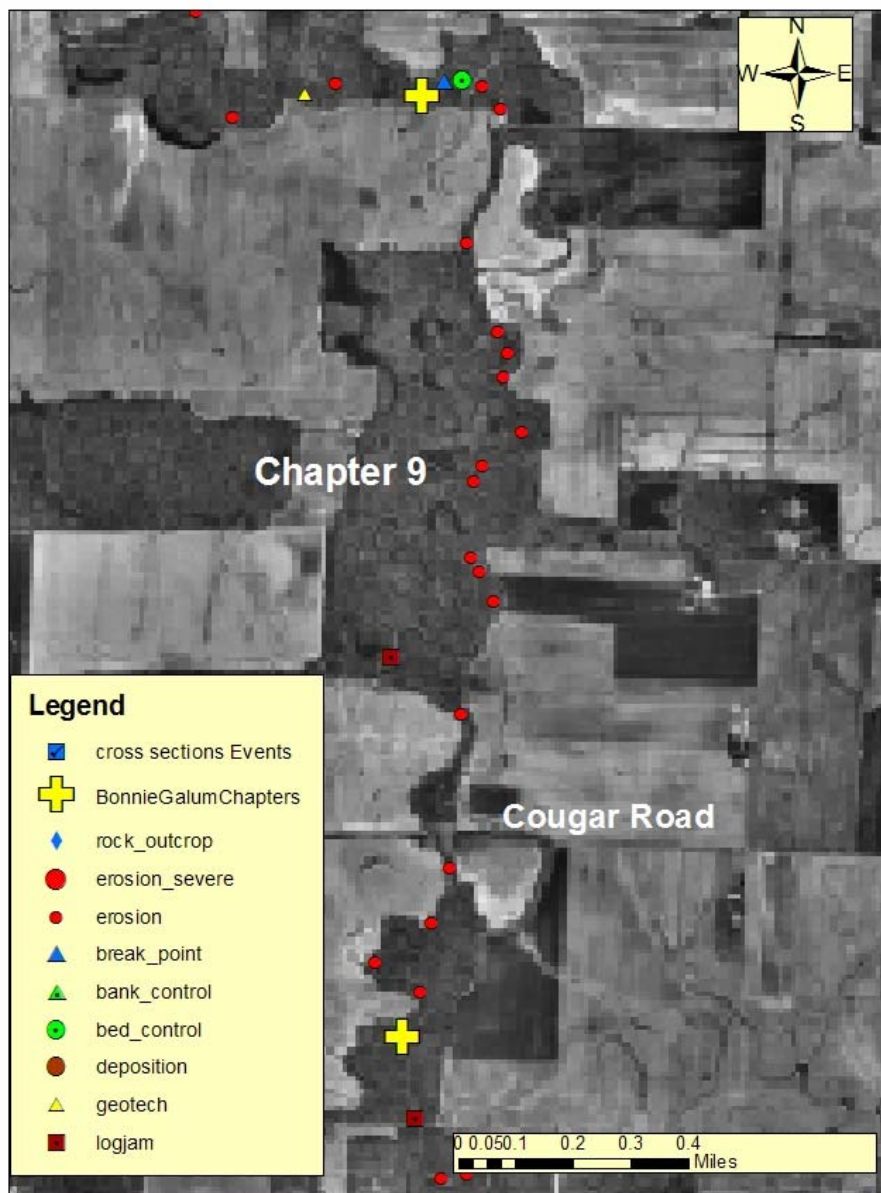 N
W E
S
Chapter 9
Legend
cross sections Events
BonnieGalumChapters
rock_outcrop
erosion_severe
erosion
break_point
bank_control
bed_control
deposition
geotech
logjam
Cougar Road
0 0.050.1 0.2 0.3 0.4
Miles